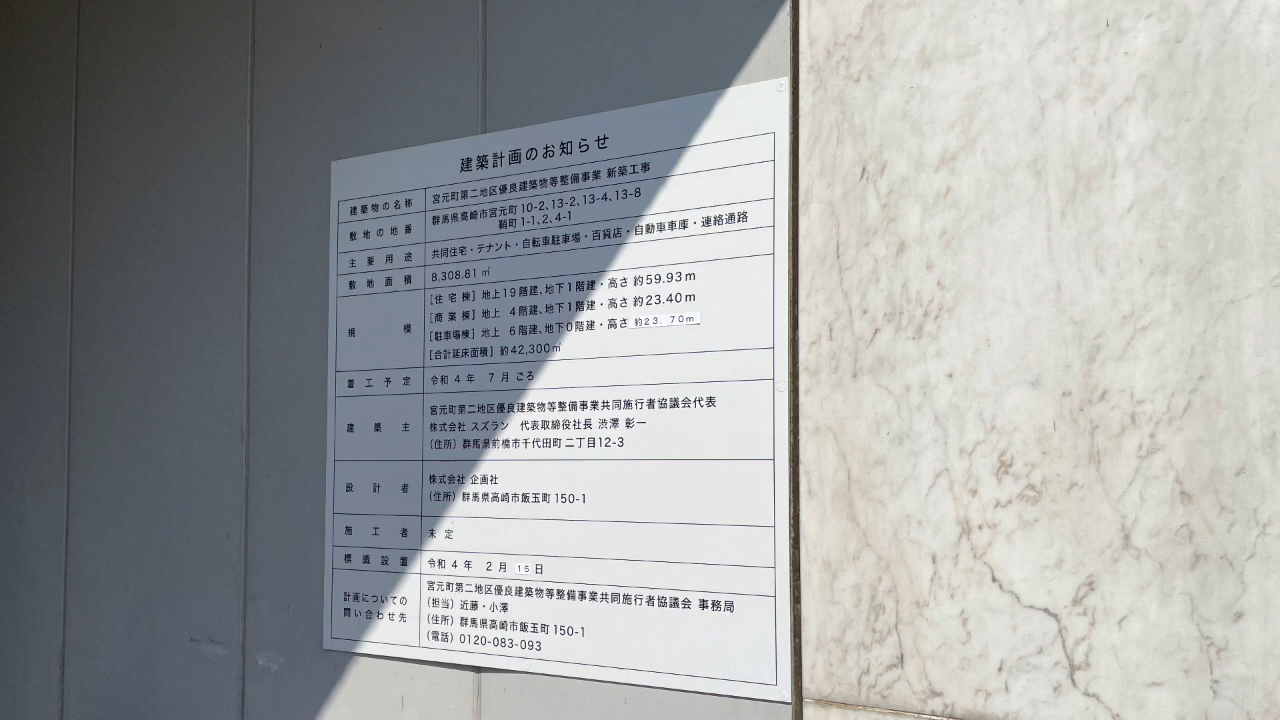 建築計画のお知らせ
建築物の名称 宮元町第二地区優良建築物等整備事業 新築工事
敷地の地番 群馬県高崎市宮元町10-2、13-2、13-4、13-8
鞘町1-1、2、4-1
主要用途 共同住宅・テナント・自転車駐車場・百貨店・自動車車庫・連絡通路
敷地面積 8,308.81㎡
規模 [住宅棟] 地上19階建、地下1階建・高さ 約59.93m
[商業棟] 地上 4階建、地下1階建・高さ 約23.40m
[駐車場棟] 地上 6階建、地下0階建・高さ 約23.70m
[合計延床面積] 約42,300㎡
着工予定 令和 4 年 7 月 ごろ
建築主 宮元町第二地区優良建築物等整備事業共同施行者協議会代表
株式会社 スズラン 代表取締役社長 渋澤 彰一
（住所）群馬県前橋市千代田町二丁目12-3
設計者 株式会社 企画社
（住所）群馬県高崎市飯玉町150-1
施工者 未 定
標識設置 令和 4 年 2 月 15 日
計画についての
問い合わせ先
宮元町第二地区優良建築物等整備事業共同施行者協議会 事務局
（担当）近藤・小澤
（住所）群馬県高崎市飯玉町150-1
（電話）0120-083-093